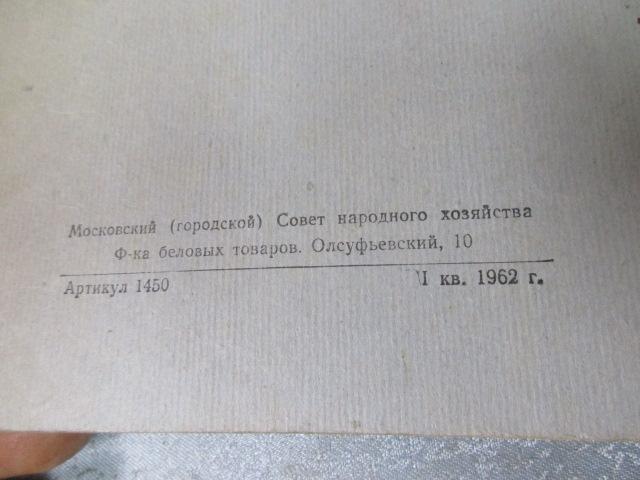 Московский (городской) Совет народного хозяйства
Ф-ка беловых товаров. Олсуфьевский, 10
Артикул 1450
кв. 1962 г.